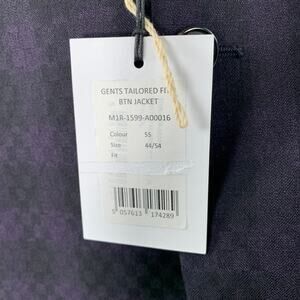 GENTS TAILORED FI
BTN JACKET
M1R-1599-A00016
Colour 55
Size 44/54
Fit
5 057613 174289